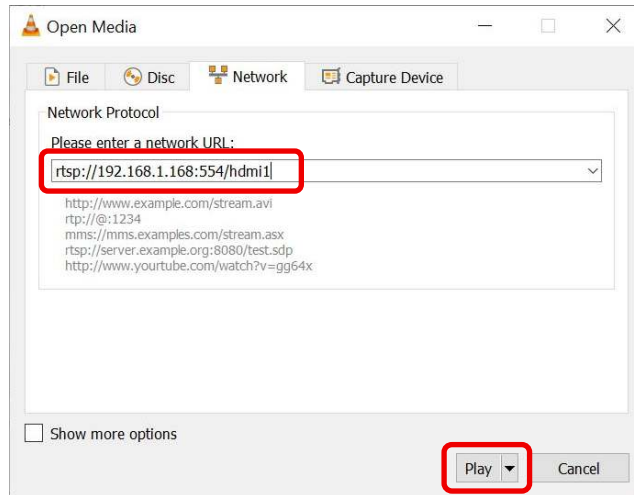 Open Media
File Disc Network Capture Device
Network Protocol
Please enter a network URL:
rtsp://192.168.1.168:554/hdmi1
http://www.example.com/stream.avi
rtp://@:1234
mms://mms.examples.com/stream.asx
rtsp://server.example.org:8080/test.sdp
http://www.yourtube.com/watch?v=gg64x
Show more options
Play Cancel